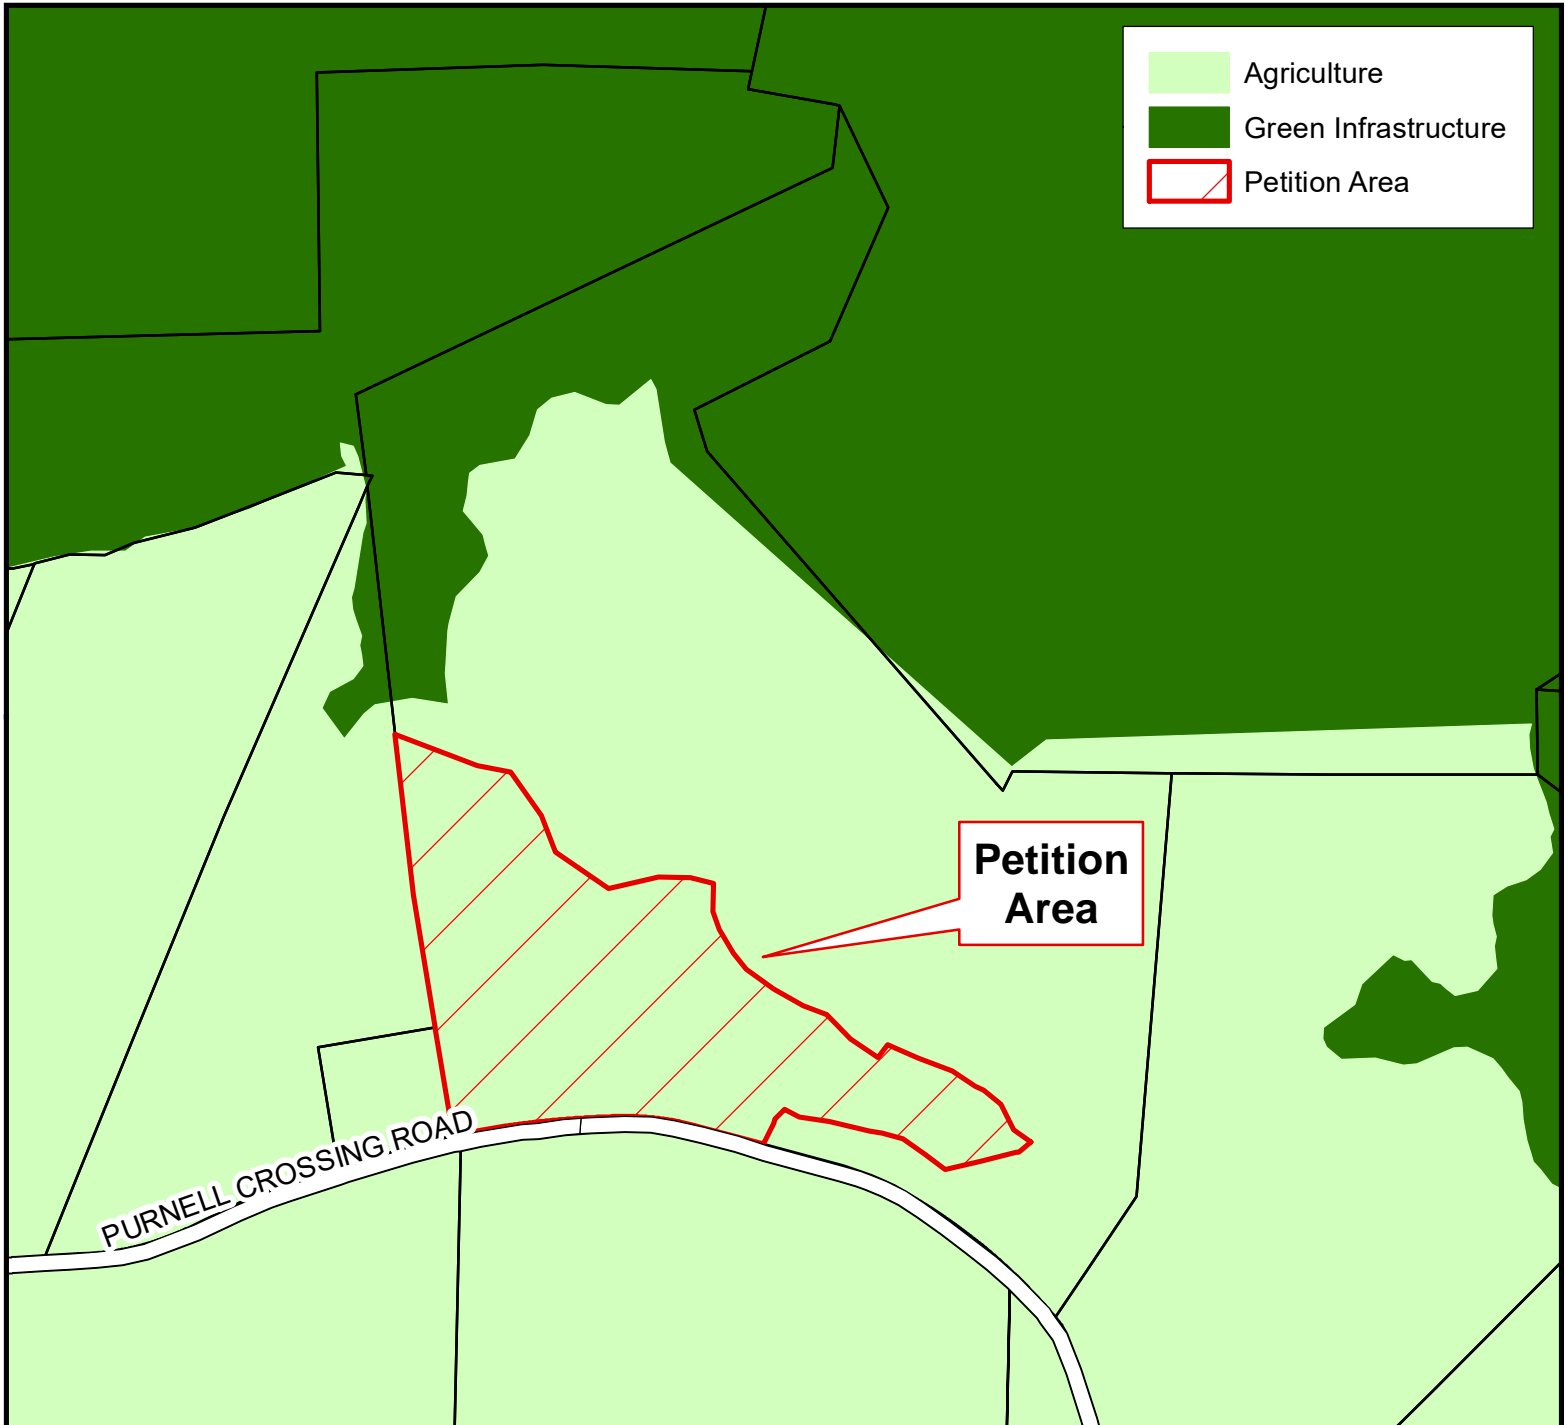 Agriculture
Green Infrastructure
Petition Area
Petition
Area
PURNELL CROSSING ROAD